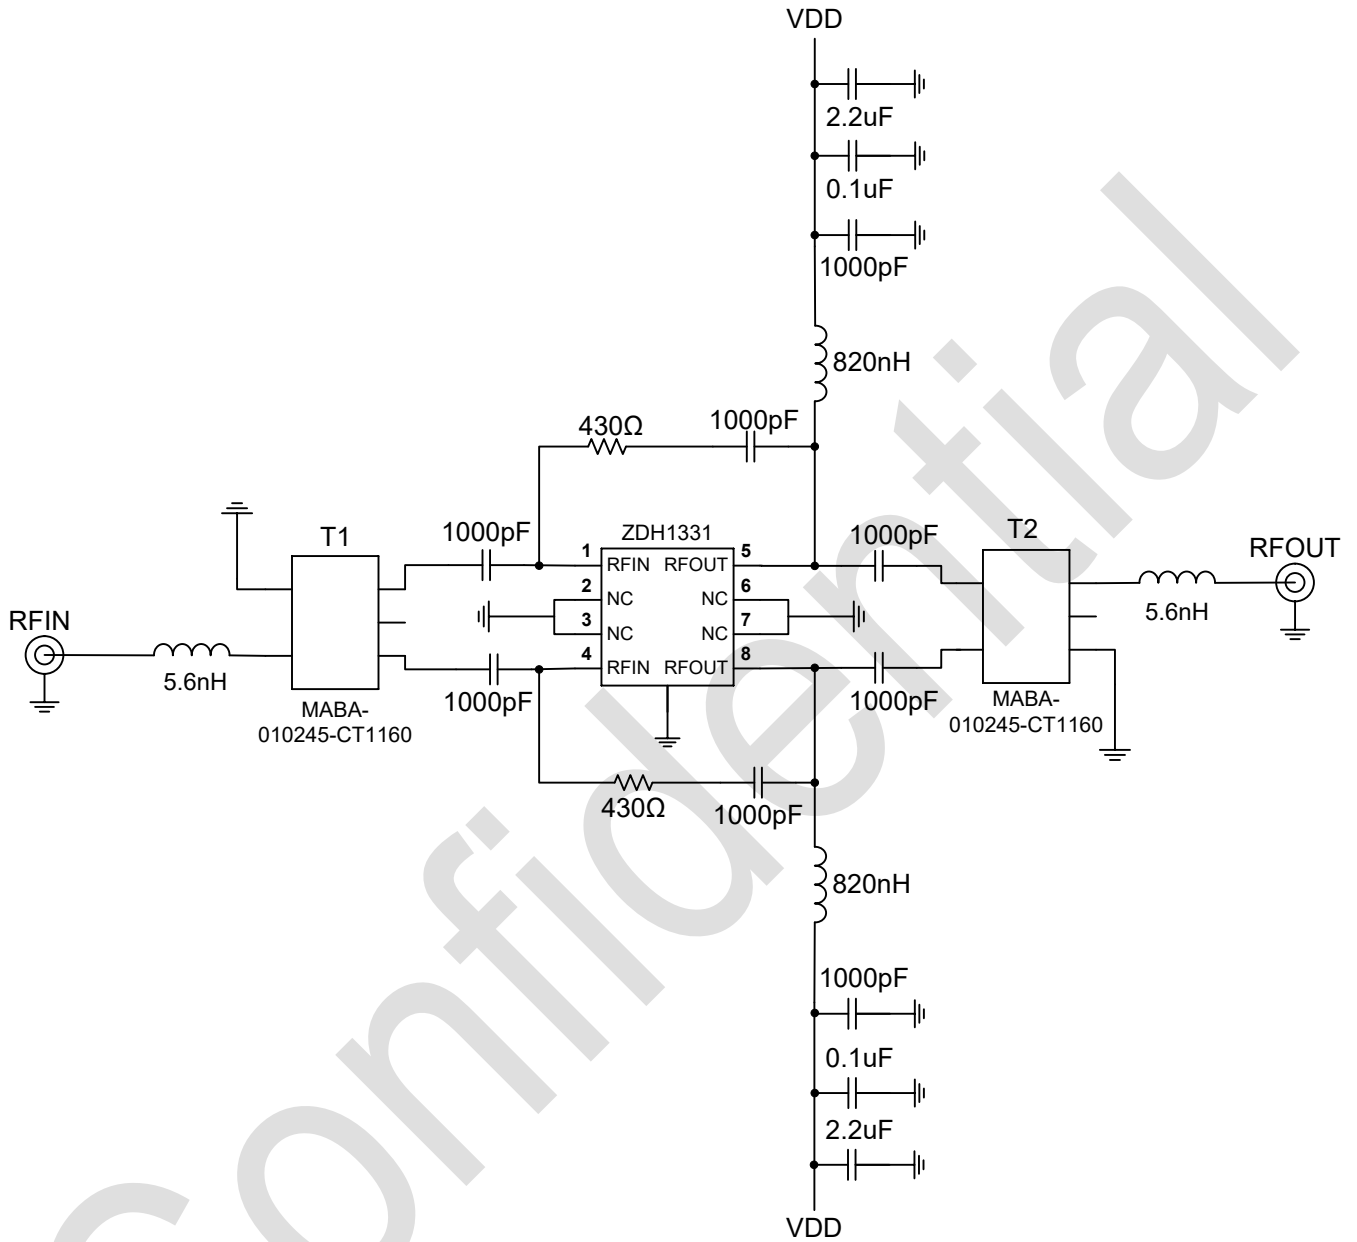 VDD
2.2uF
0.1uF
1000pF
820nH
430Ω
1000pF
1000pF
ZDH1331
1000pF
T1
T2
RFOUT
1
RFIN
RFOUT
5
2
NC
NC
6
3
NC
NC
7
4
RFIN
RFOUT
8
RFIN
5.6nH
5.6nH
1000pF
1000pF
MABA-
010245-CT1160
MABA-
010245-CT1160
430Ω
1000pF
820nH
1000pF
0.1uF
2.2uF
VDD
Confidential